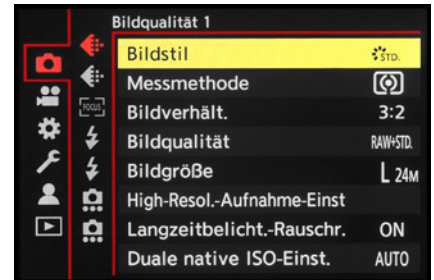 Bildqualität 1
Bildstil STD.
Messmethode
FOCUS
Bildverhält. 3:2
Bildqualität RAW+STD.
Bildgröße L 24M
High-Resol.-Aufnahme-Einst
Langzeitbelicht.-Rauschr. ON
Duale native ISO-Einst. AUTO